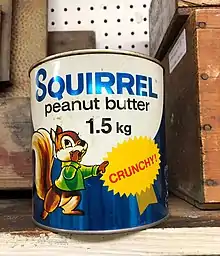 SQUIRREL
peanut butter
1.5 kg
CRUNCHY!